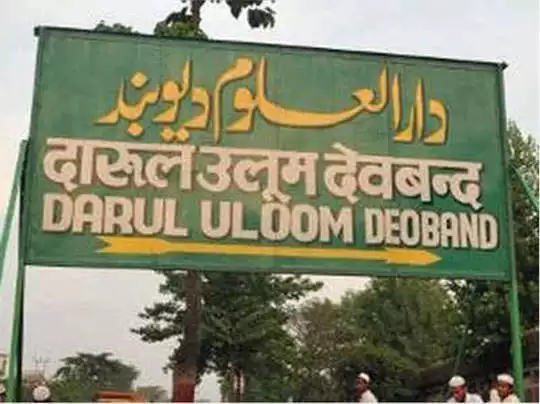 دارالعلوم دیوبند
दारूल उलूम देवबन्द
DARUL ULOOM DEOBAND